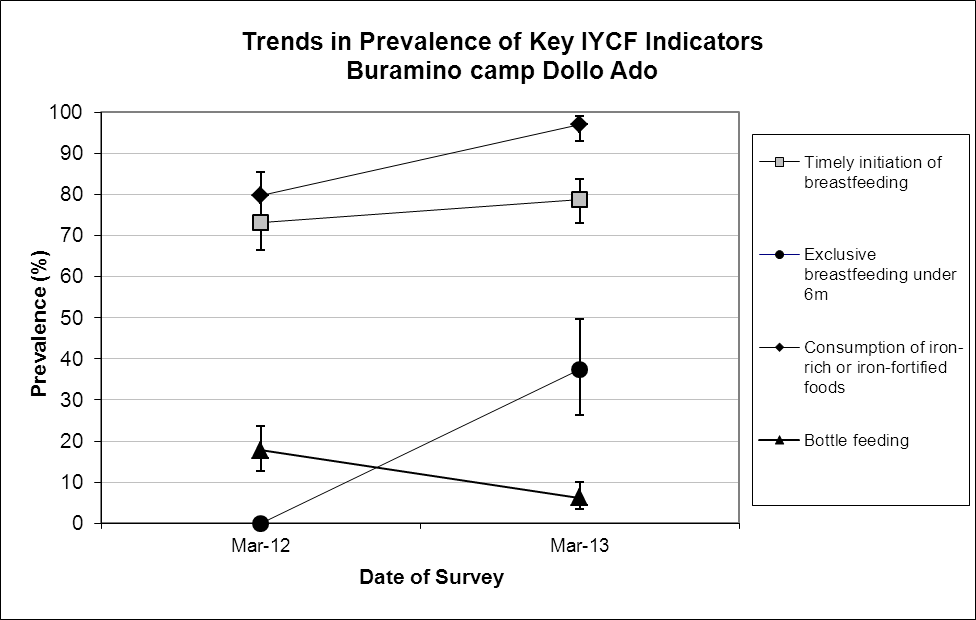 Trends in Prevalence of Key IYCF Indicators
Buramino camp Dollo Ado
100
90
80
70
60
50
40
30
20
10
0
Prevalence (%)
Mar-12
Mar-13
Date of Survey
Timely initiation of
breastfeeding
Exclusive
breastfeeding under
6m
Consumption of iron-
rich or iron-fortified
foods
Bottle feeding